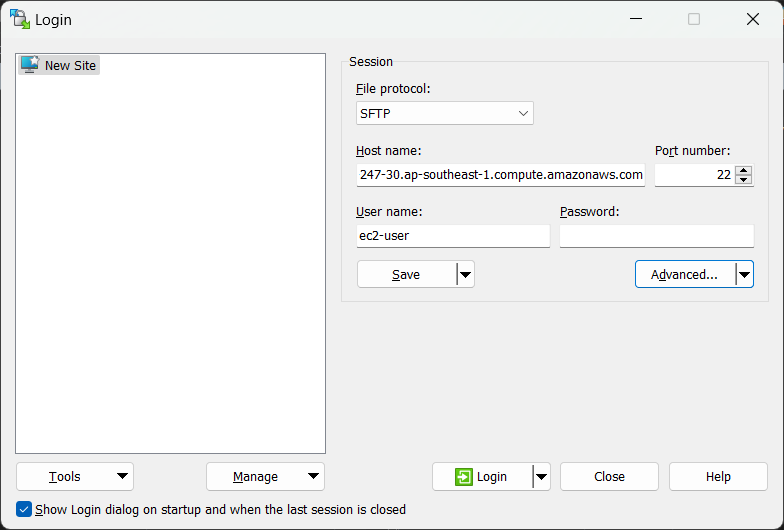 Login
New Site
Session
File protocol:
SFTP
Host name:
Port number:
247-30.ap-southeast-1.compute.amazonaws.com
22
User name:
Password:
ec2-user
Save
Advanced...
Tools
Manage
Login
Close
Help
Show Login dialog on startup and when the last session is closed